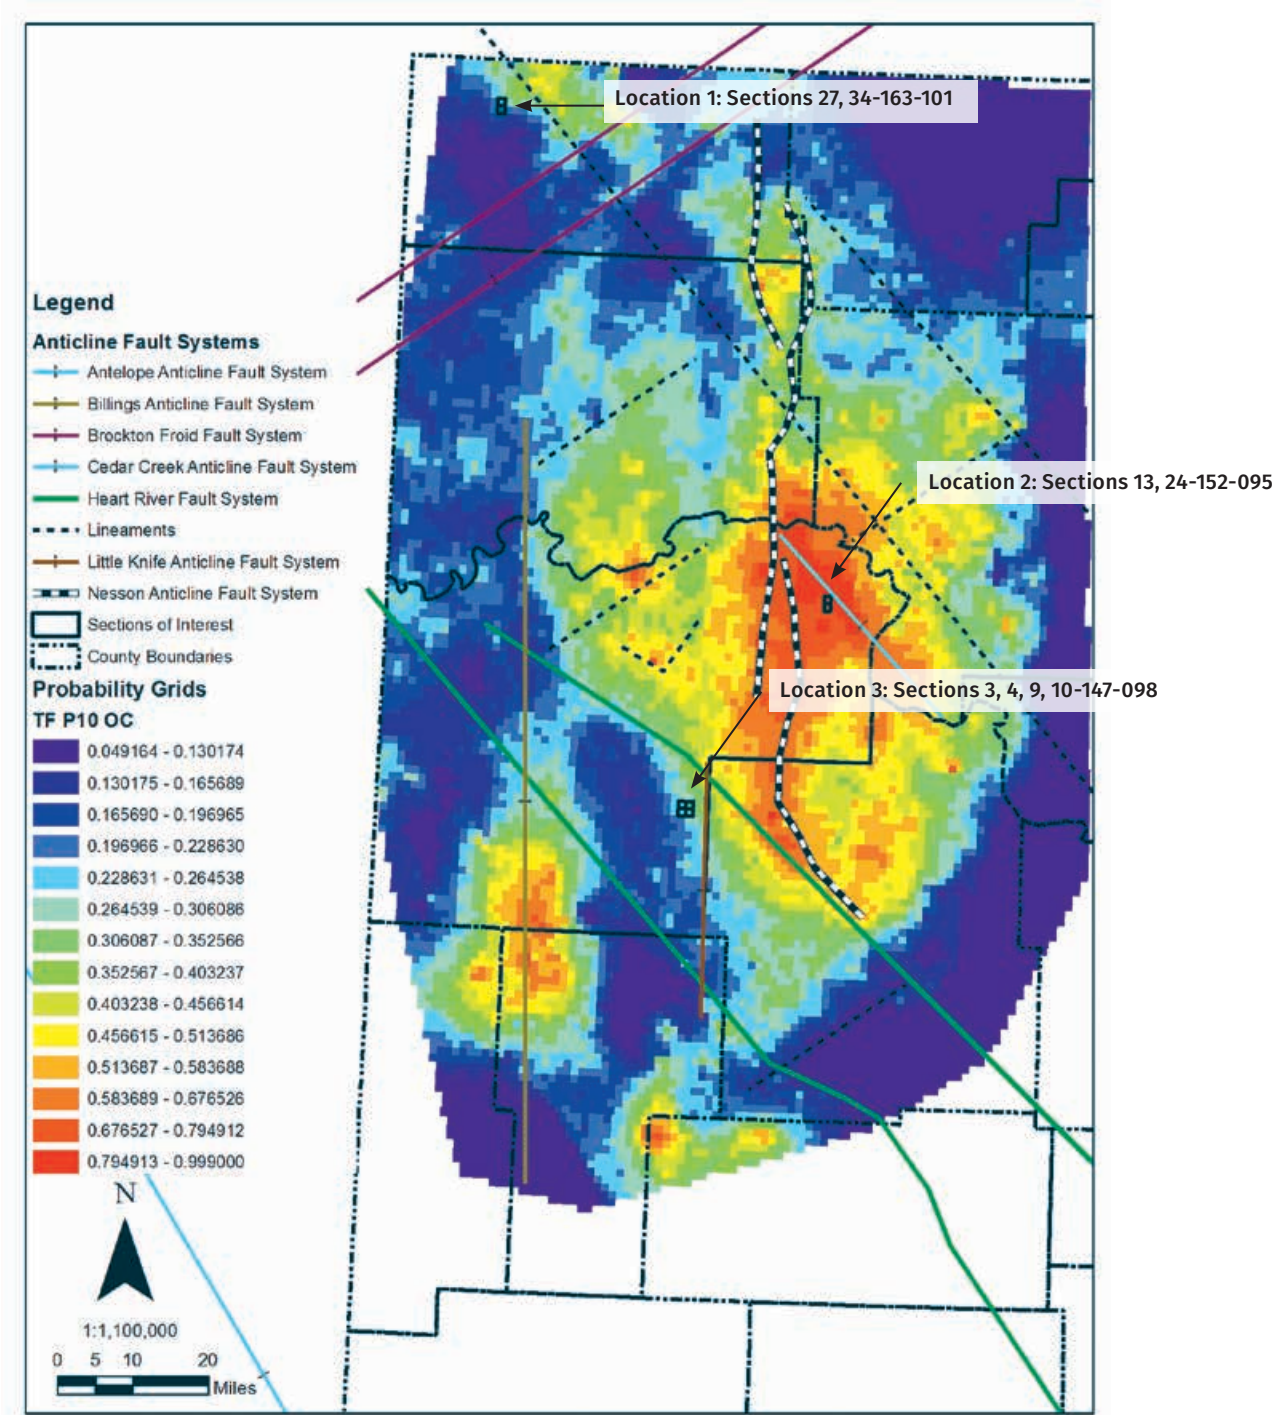 Location 1: Sections 27, 34-163-101
Legend
Anticline Fault Systems
Antelope Anticline Fault System
Billings Anticline Fault System
Brockton Froid Fault System
Cedar Creek Anticline Fault System
Heart River Fault System
Lineaments
Little Knife Anticline Fault System
Nesson Anticline Fault System
Sections of Interest
County Boundaries
Location 2: Sections 13, 24-152-095
Location 3: Sections 3, 4, 9, 10-147-098
Probability Grids
TF P10 OC
0.049164 - 0.130174
0.130175 - 0.165689
0.165690 - 0.196965
0.196966 - 0.228630
0.228631 - 0.264538
0.264539 - 0.306086
0.306087 - 0.352566
0.352567 - 0.403237
0.403238 - 0.456614
0.456615 - 0.513686
0.513687 - 0.583688
0.583689 - 0.676526
0.676527 - 0.794912
0.794913 - 0.999000
N
1:1,100,000
0 5 10 20
Miles